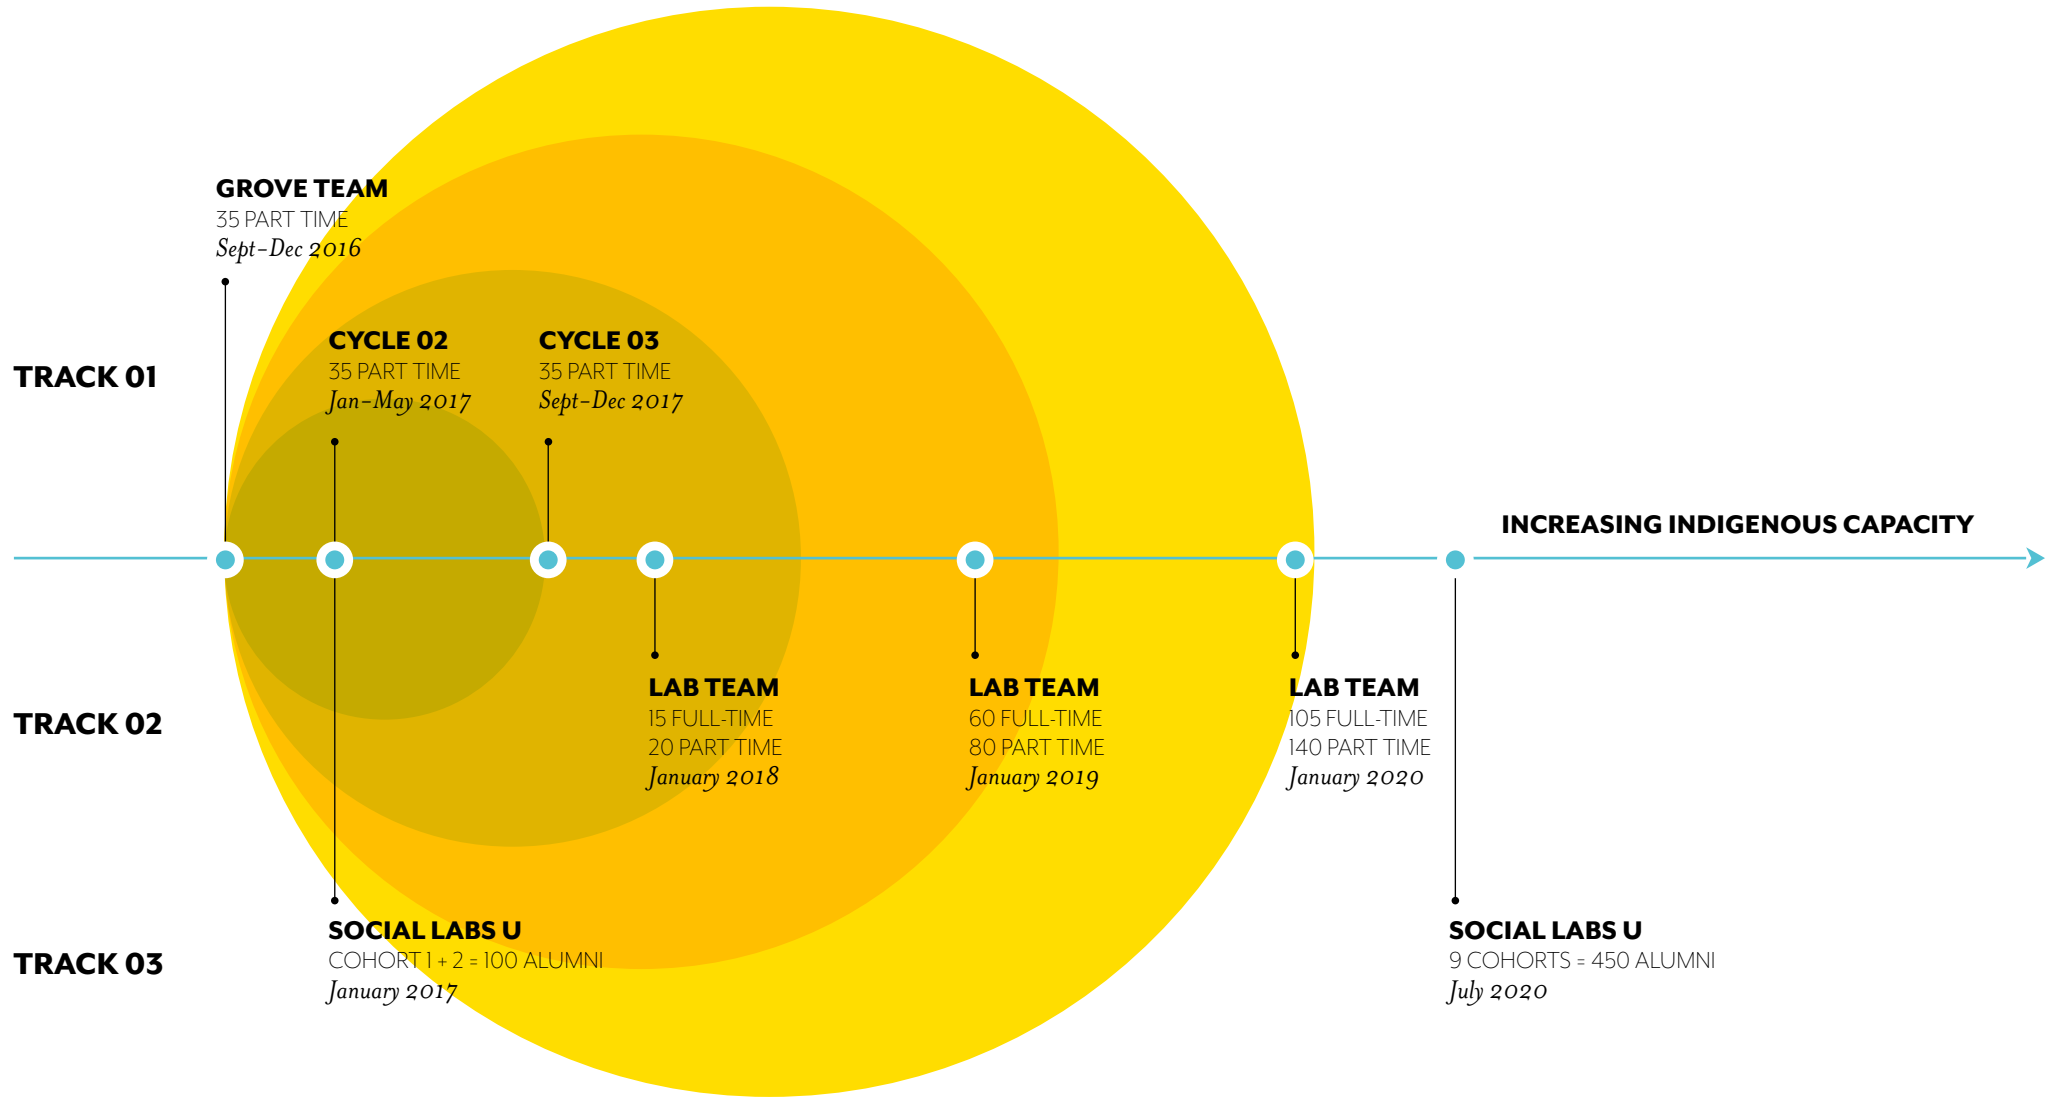 GROVE TEAM
35 PART TIME
Sept–Dec 2016
TRACK 01
CYCLE 02
35 PART TIME
Jan–May 2017
CYCLE 03
35 PART TIME
Sept–Dec 2017
INCREASING INDIGENOUS CAPACITY
TRACK 02
LAB TEAM
15 FULL-TIME
20 PART TIME
January 2018
LAB TEAM
60 FULL-TIME
80 PART TIME
January 2019
LAB TEAM
105 FULL-TIME
140 PART TIME
January 2020
TRACK 03
SOCIAL LABS U
COHORT 1 + 2 = 100 ALUMNI
January 2017
SOCIAL LABS U
9 COHORTS = 450 ALUMNI
July 2020